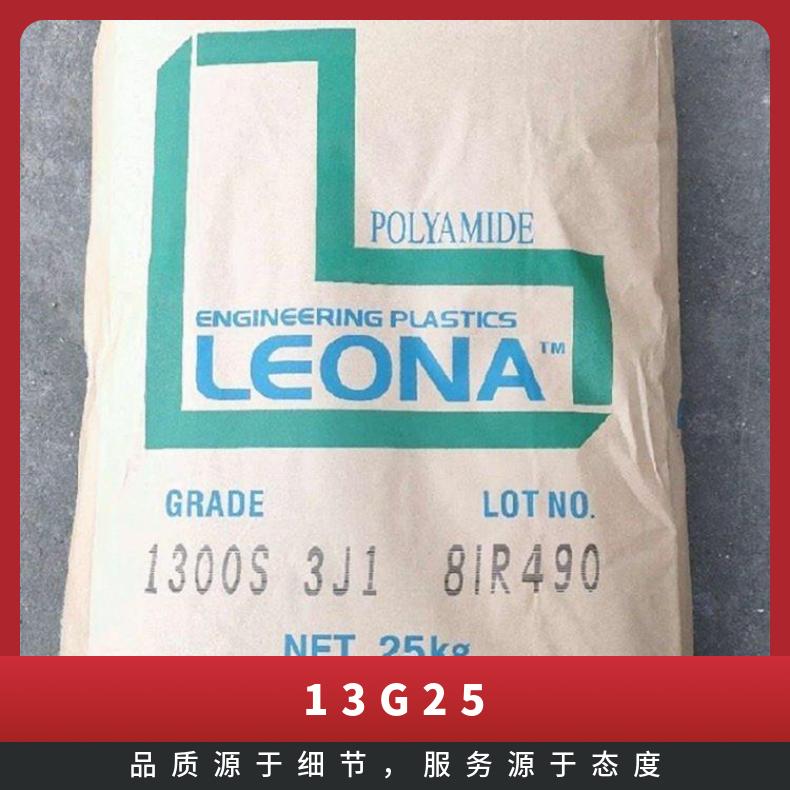 POLYAMIDE
ENGINEERING PLASTICS
LEONA™
GRADE LOT NO.
1300S 3J1 8IR490
NET. 25kg
13G25
品质源于细节，服务源于态度